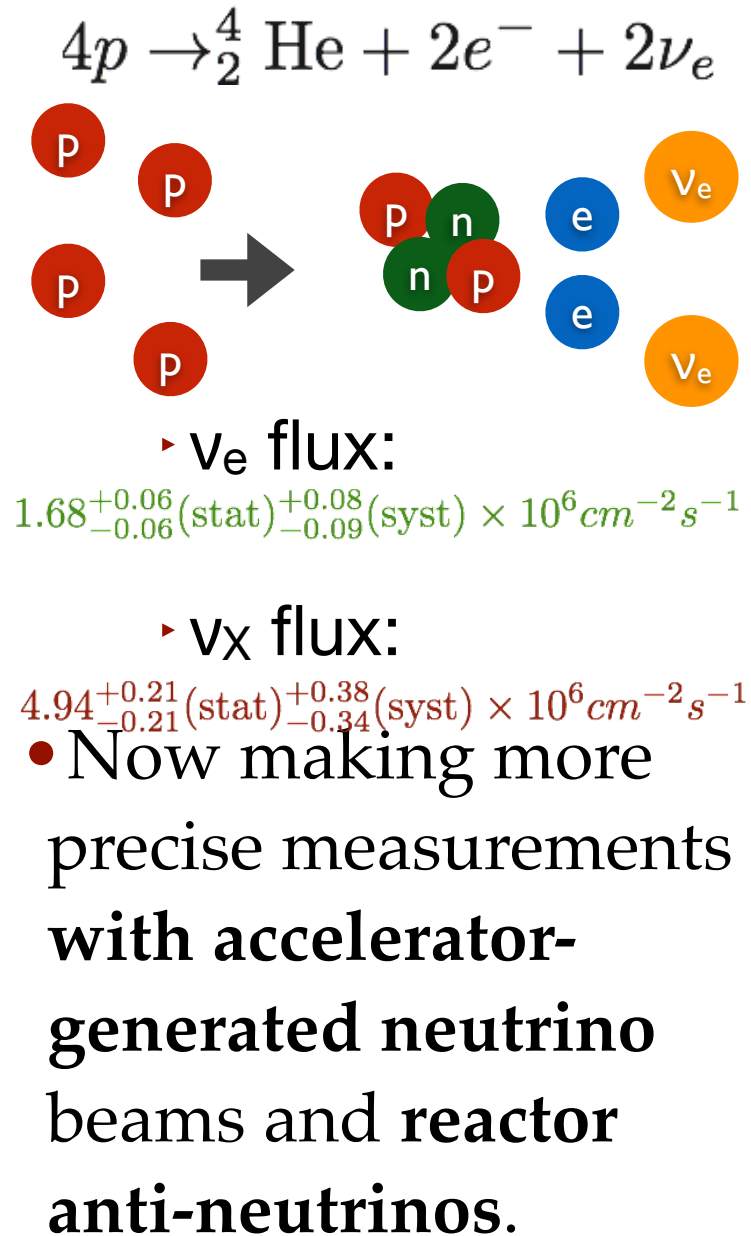 4p →⁴₂ He + 2e⁻ + 2νₑ
p
p
p
p
p n
n p
e
e
νₑ
νₑ
‣ νₑ flux:
1.68⁺⁰·⁰⁶₋₀.₀₆(stat)⁺⁰·⁰⁸₋₀.₀₉(syst) × 10⁶cm⁻²s⁻¹
‣ νₓ flux:
4.94⁺⁰·²¹₋₀.₂₁(stat)⁺⁰·³⁸₋₀.₃₄(syst) × 10⁶cm⁻²s⁻¹
•Now making more
precise measurements
with accelerator-
generated neutrino
beams and reactor
anti-neutrinos.